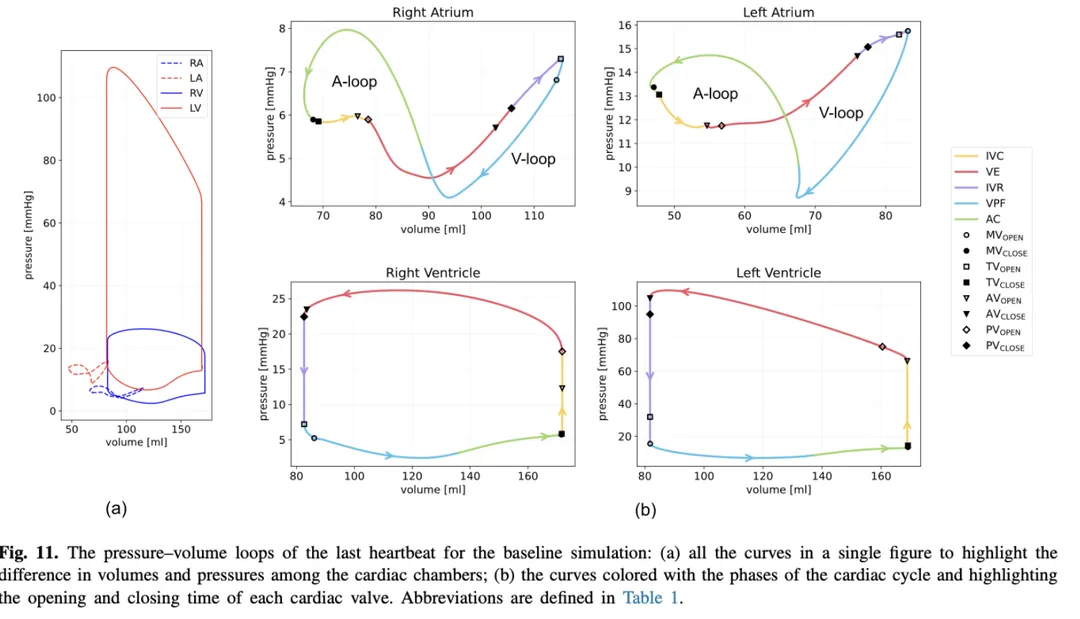 Right Atrium
Left Atrium
RA
LA
RV
LV
100
80
60
40
20
0
50
100
150
pressure [mmHg]
volume [ml]
(a)
8
7
6
5
4
70
80
90
100
110
pressure [mmHg]
volume [ml]
A-loop
V-loop
16
15
14
13
12
11
10
9
50
60
70
80
pressure [mmHg]
volume [ml]
A-loop
V-loop
Right Ventricle
25
20
15
10
5
80
100
120
140
160
pressure [mmHg]
volume [ml]
Left Ventricle
100
80
60
40
20
80
100
120
140
160
pressure [mmHg]
volume [ml]
(b)
IVC
VE
IVR
VPF
AC
MVOPEN
MVCLOSE
TVOPEN
TVCLOSE
AVOPEN
AVCLOSE
PVOPEN
PVCLOSE
Fig. 11. The pressure–volume loops of the last heartbeat for the baseline simulation: (a) all the curves in a single figure to highlight the
difference in volumes and pressures among the cardiac chambers; (b) the curves colored with the phases of the cardiac cycle and highlighting
the opening and closing time of each cardiac valve. Abbreviations are defined in Table 1.